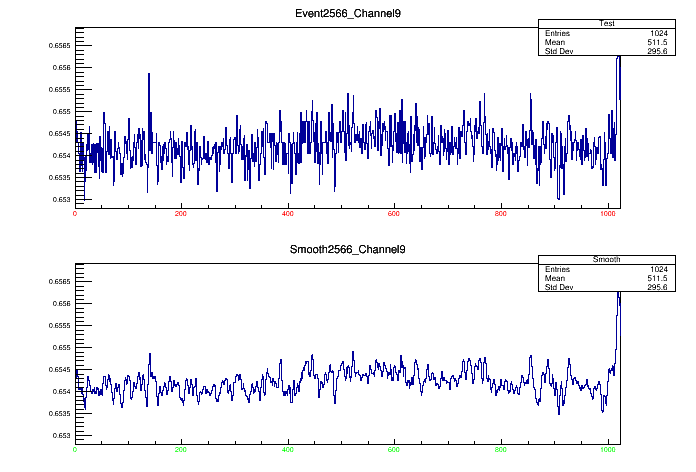 Event2566_Channel9
Test
Entries 1024
Mean 511.5
Std Dev 295.6
0.6565
0.656
0.6555
0.655
0.6545
0.654
0.6535
0.653
0 200 400 600 800 1000
Smooth2566_Channel9
Smooth
Entries 1024
Mean 511.5
Std Dev 295.6
0.6565
0.656
0.6555
0.655
0.6545
0.654
0.6535
0.653
0 200 400 600 800 1000